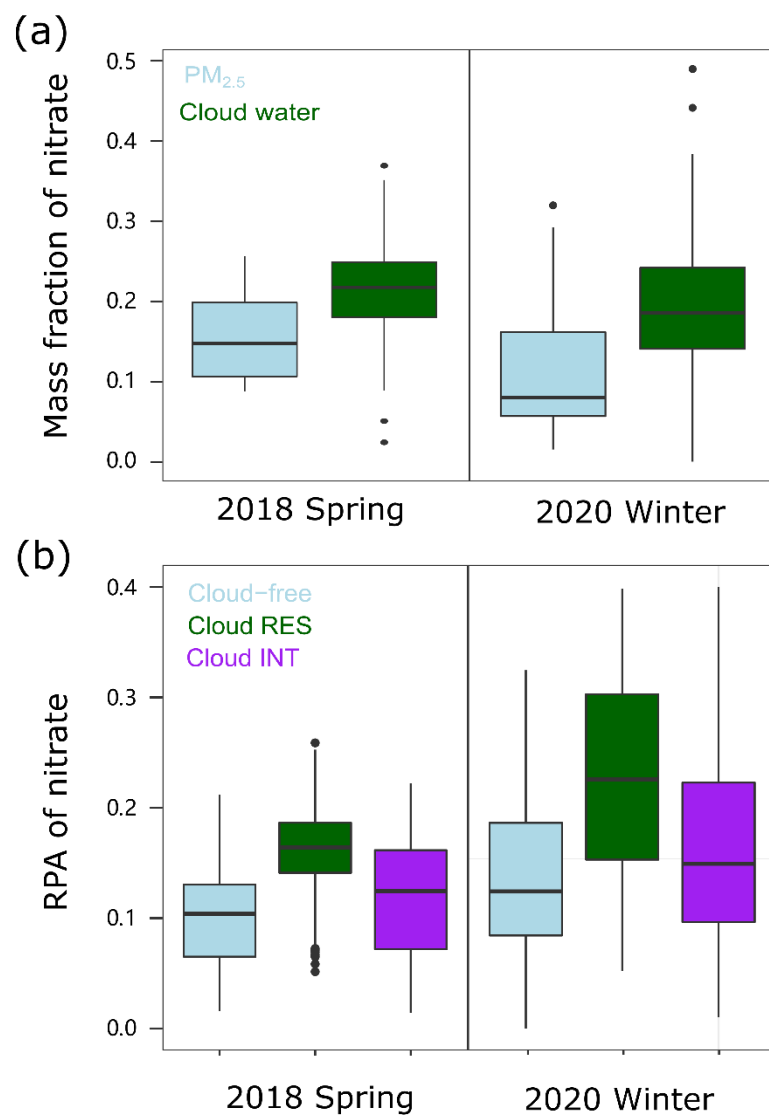 (a)
Mass fraction of nitrate
0.5
0.4
0.3
0.2
0.1
0.0
PM2.5
Cloud water
2018 Spring
2020 Winter
(b)
RPA of nitrate
0.4
0.3
0.2
0.1
0.0
Cloud−free
Cloud RES
Cloud INT
2018 Spring
2020 Winter